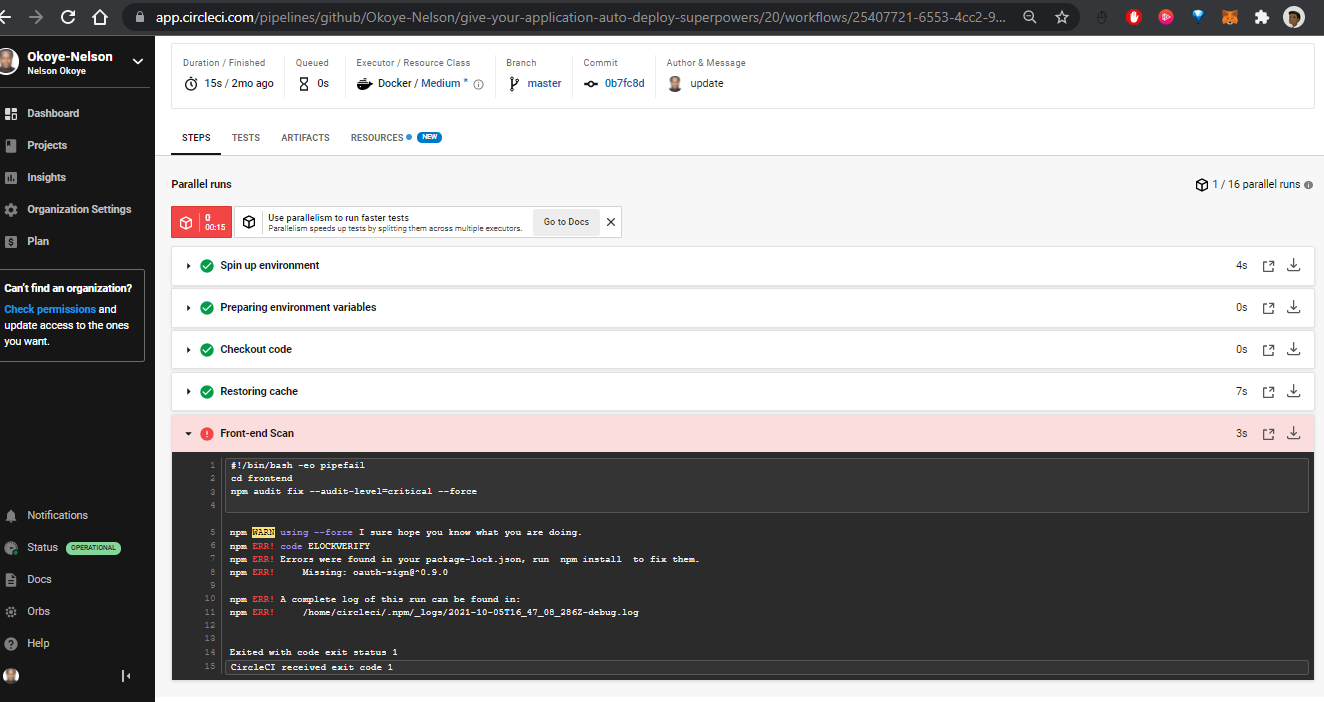 app.circleci.com/pipelines/github/Okoye-Nelson/give-your-application-auto-deploy-superpowers/20/workflows/25407721-6553-4cc2-9...
Okoye-Nelson
Nelson Okoye
Dashboard
Projects
Insights
Organization Settings
Plan
Can't find an organization?
Check permissions and
update access to the ones
you want.
Notifications
Status OPERATIONAL
Docs
Orbs
Help
Duration / Finished
15s / 2mo ago
Queued
0s
Executor / Resource Class
Docker / Medium *
Branch
master
Commit
0b7fc8d
Author & Message
update
STEPS TESTS ARTIFACTS RESOURCES NEW
Parallel runs
1 / 16 parallel runs
0
00:15
Use parallelism to run faster tests
Parallelism speeds up tests by splitting them across multiple executors.
Go to Docs
Spin up environment 4s
Preparing environment variables 0s
Checkout code 0s
Restoring cache 7s
Front-end Scan 3s
1 #!/bin/bash -eo pipefail
2 cd frontend
3 npm audit fix --audit-level=critical --force
4
5 npm WARN using --force I sure hope you know what you are doing.
6 npm ERR! code ELOCKVERIFY
7 npm ERR! Errors were found in your package-lock.json, run  npm install  to fix them.
8 npm ERR!     Missing: oauth-sign@^0.9.0
9
10 npm ERR! A complete log of this run can be found in:
11 npm ERR!     /home/circleci/.npm/_logs/2021-10-05T16_47_08_286Z-debug.log
12
13
14 Exited with code exit status 1
15 CircleCI received exit code 1